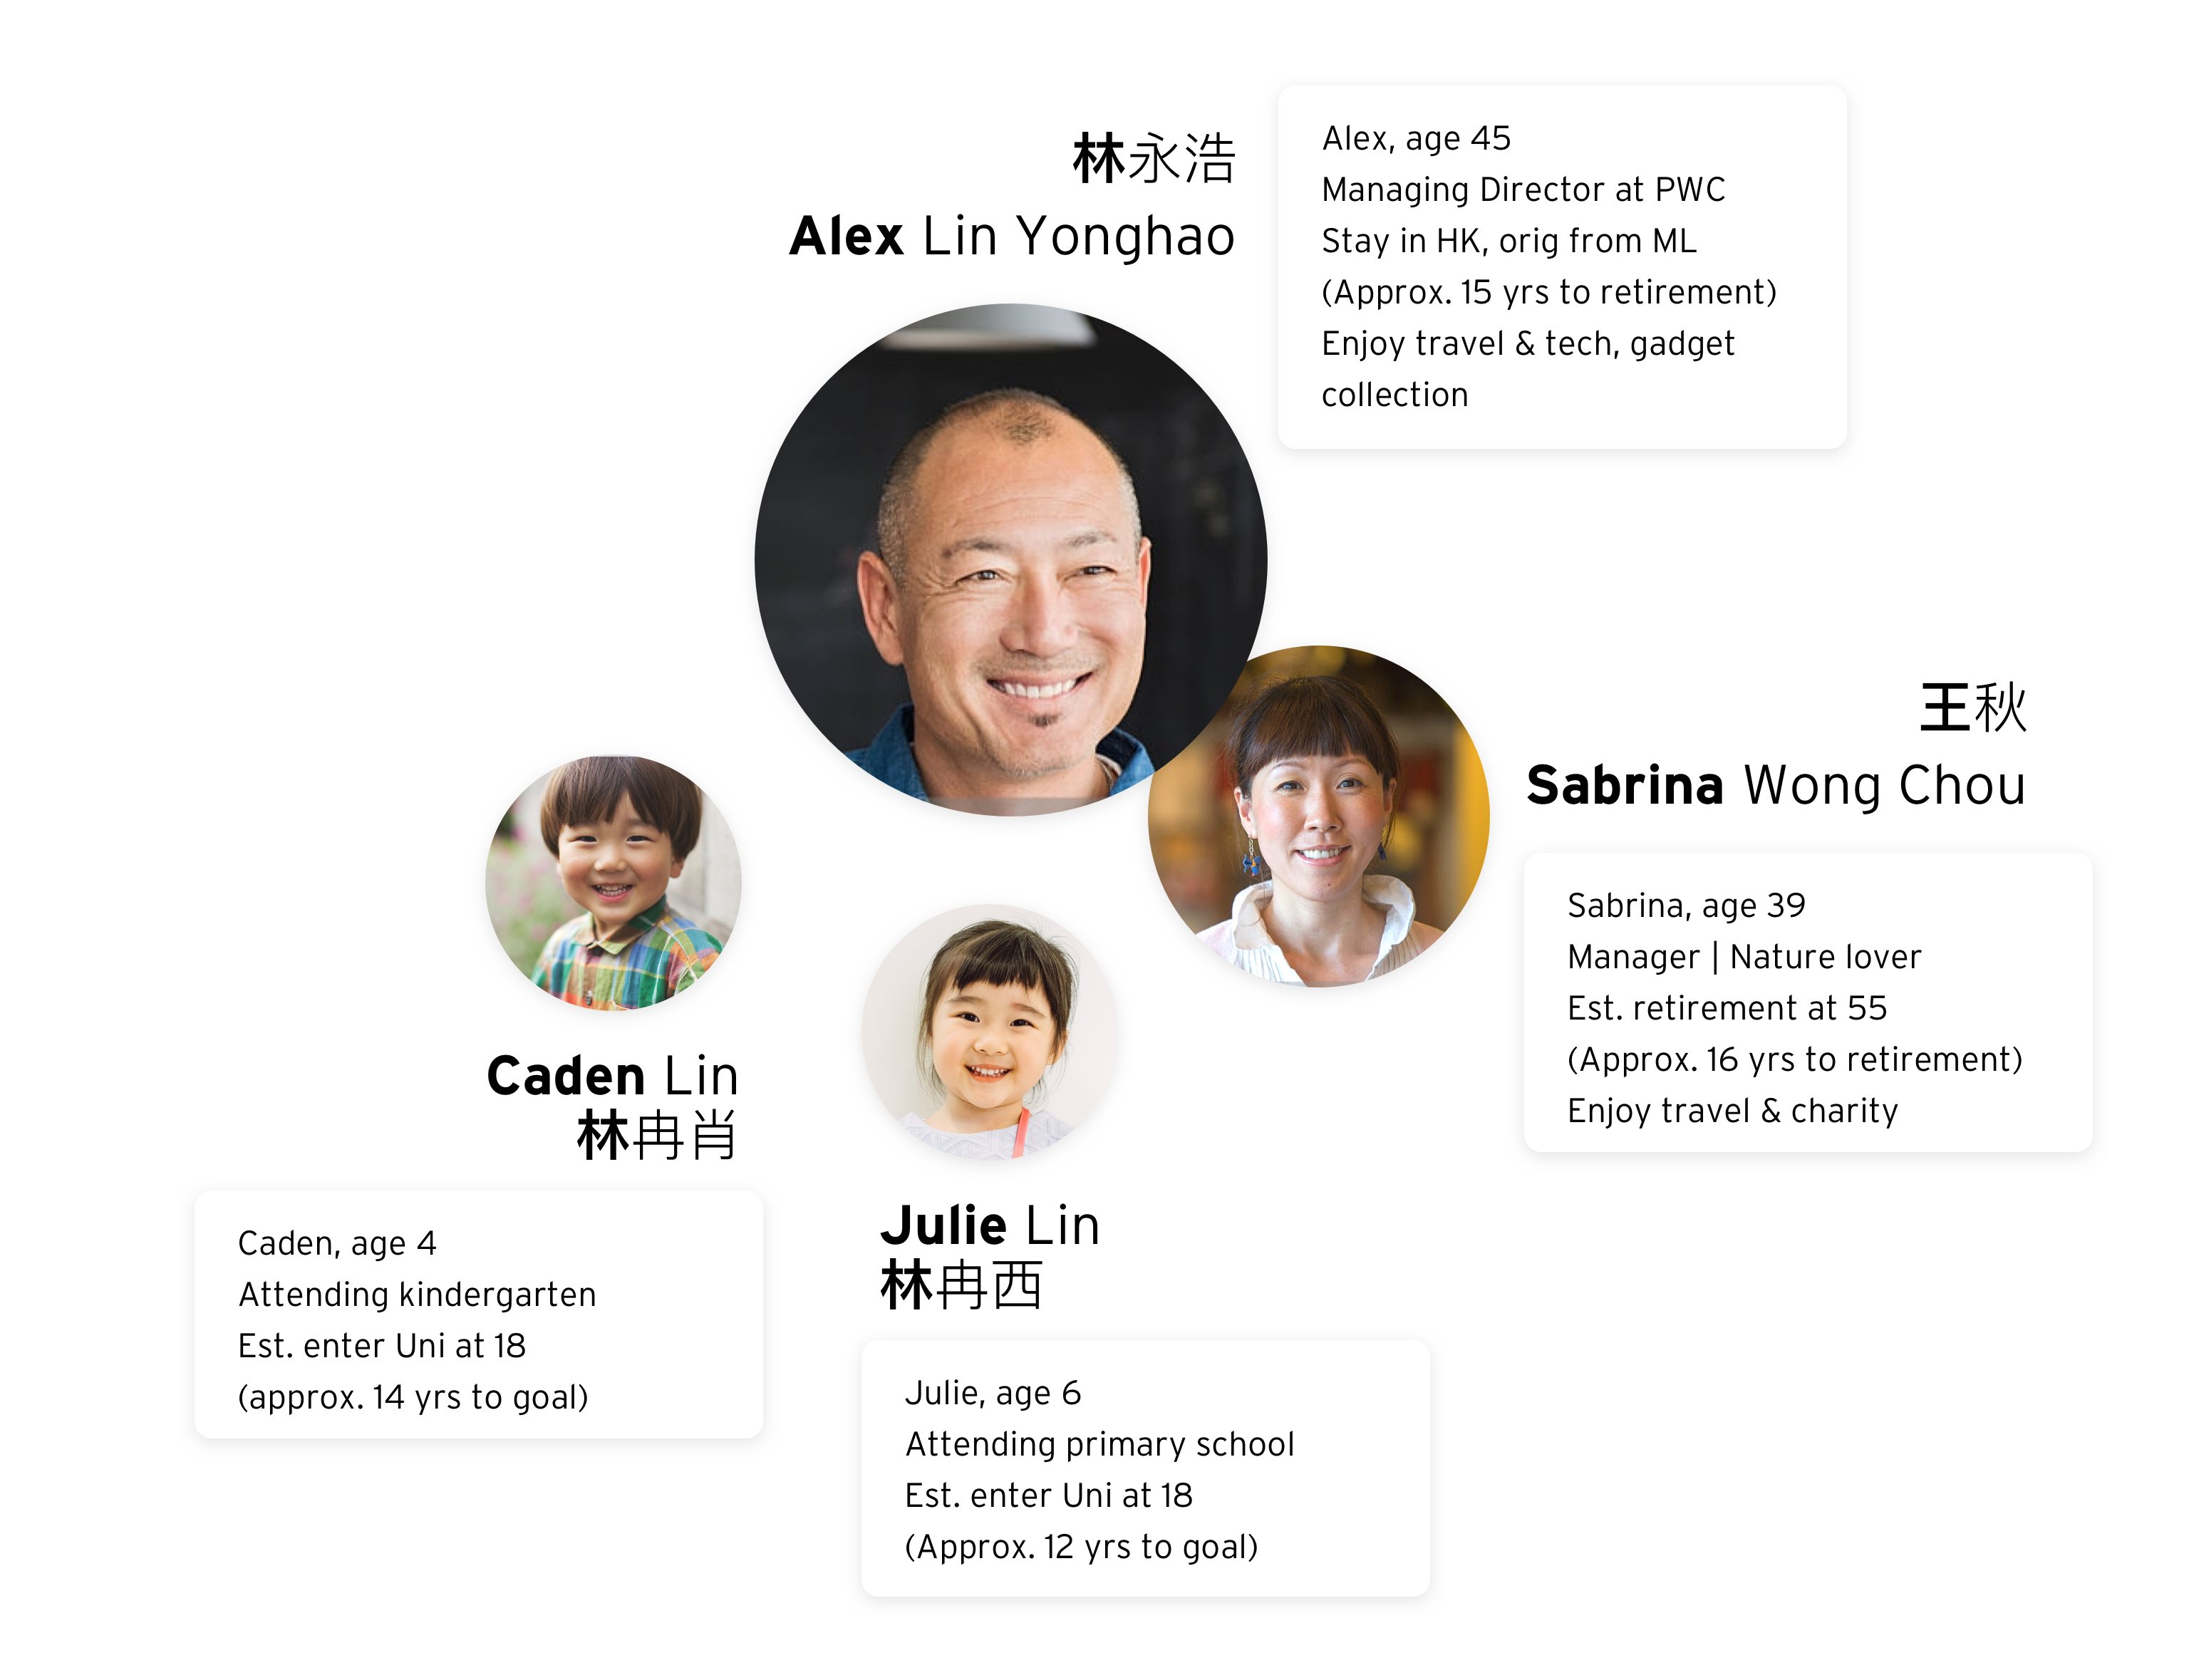 林永浩
Alex Lin Yonghao
Alex, age 45
Managing Director at PWC
Stay in HK, orig from ML
(Approx. 15 yrs to retirement)
Enjoy travel & tech, gadget
collection
王秋
Sabrina Wong Chou
Sabrina, age 39
Manager | Nature lover
Est. retirement at 55
(Approx. 16 yrs to retirement)
Enjoy travel & charity
Caden Lin
林冉肖
Caden, age 4
Attending kindergarten
Est. enter Uni at 18
(approx. 14 yrs to goal)
Julie Lin
林冉西
Julie, age 6
Attending primary school
Est. enter Uni at 18
(Approx. 12 yrs to goal)